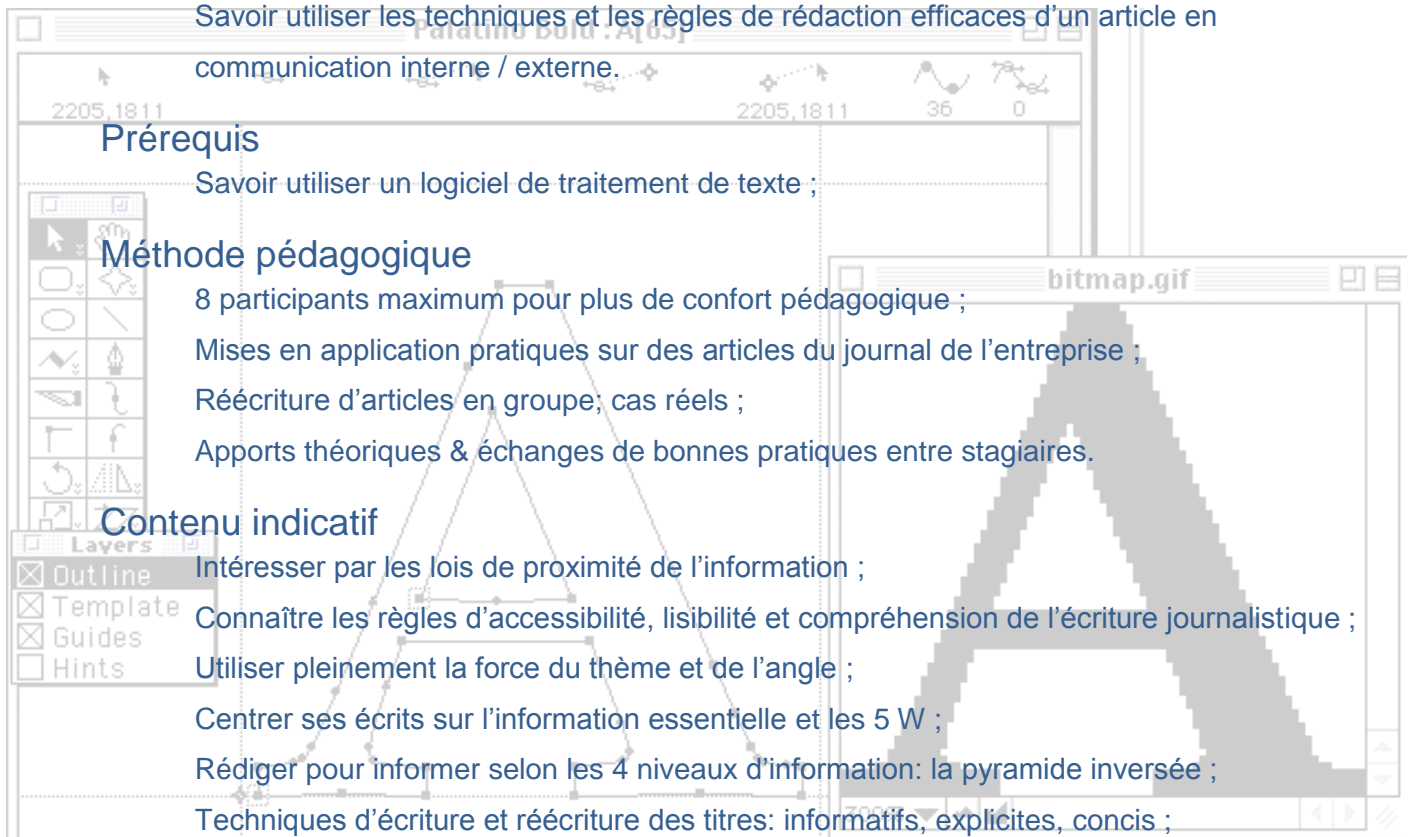 Savoir utiliser les techniques et les règles de rédaction efficaces d’un article en
Palatino Bold : A[65]
communication interne / externe.
2205,1811
2205,1811
36
0
Prérequis
Savoir utiliser un logiciel de traitement de texte ;
Méthode pédagogique
bitmap.gif
8 participants maximum pour plus de confort pédagogique ;
Mises en application pratiques sur des articles du journal de l’entreprise ;
Réécriture d’articles en groupe; cas réels ;
Apports théoriques & échanges de bonnes pratiques entre stagiaires.
Contenu indicatif
Layers
Outline
Template
Guides
Hints
Intéresser par les lois de proximité de l’information ;
Connaître les règles d’accessibilité, lisibilité et compréhension de l’écriture journalistique ;
Utiliser pleinement la force du thème et de l’angle ;
Centrer ses écrits sur l’information essentielle et les 5 W ;
Rédiger pour informer selon les 4 niveaux d’information: la pyramide inversée ;
Techniques d’écriture et réécriture des titres: informatifs, explicites, concis ;